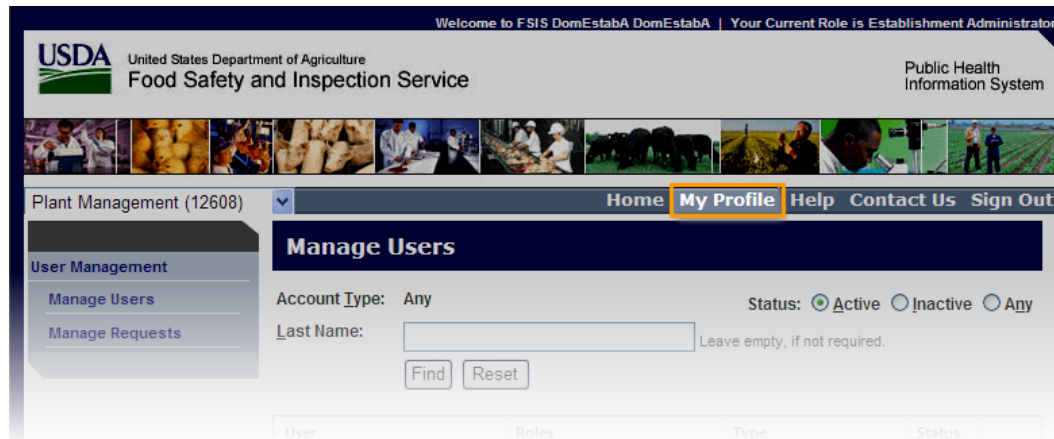 Welcome to FSIS DomEstabA DomEstabA | Your Current Role is Establishment Administrator
USDA
United States Department of Agriculture
Food Safety and Inspection Service
Public Health
Information System
Plant Management (12608)
Home My Profile Help Contact Us Sign Out
Manage Users
User Management
Manage Users
Manage Requests
Account Type: Any
Status: Active Inactive Any
Last Name:
Leave empty, if not required.
Find Reset
User Roles Type Status